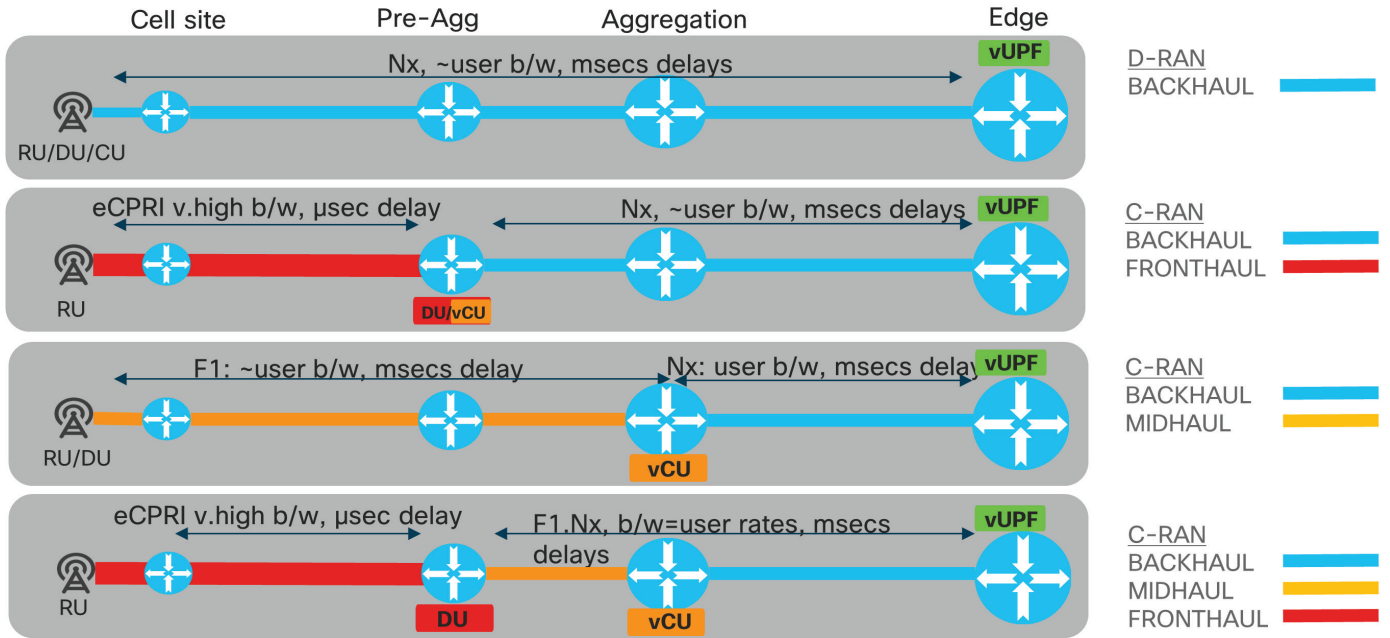 Cell site
Pre-Agg
Aggregation
Edge
vUPF
Nx, ~user b/w, msecs delays
RU/DU/CU
D-RAN
BACKHAUL
eCPRI v.high b/w, µsec delay
Nx, ~user b/w, msecs delays
vUPF
RU
DU/vCU
C-RAN
BACKHAUL
FRONTHAUL
F1: ~user b/w, msecs delay
Nx: user b/w, msecs delay
vUPF
RU/DU
vCU
C-RAN
BACKHAUL
MIDHAUL
eCPRI v.high b/w, µsec delay
F1.Nx, b/w=user rates, msecs
delays
vUPF
RU
DU
vCU
C-RAN
BACKHAUL
MIDHAUL
FRONTHAUL